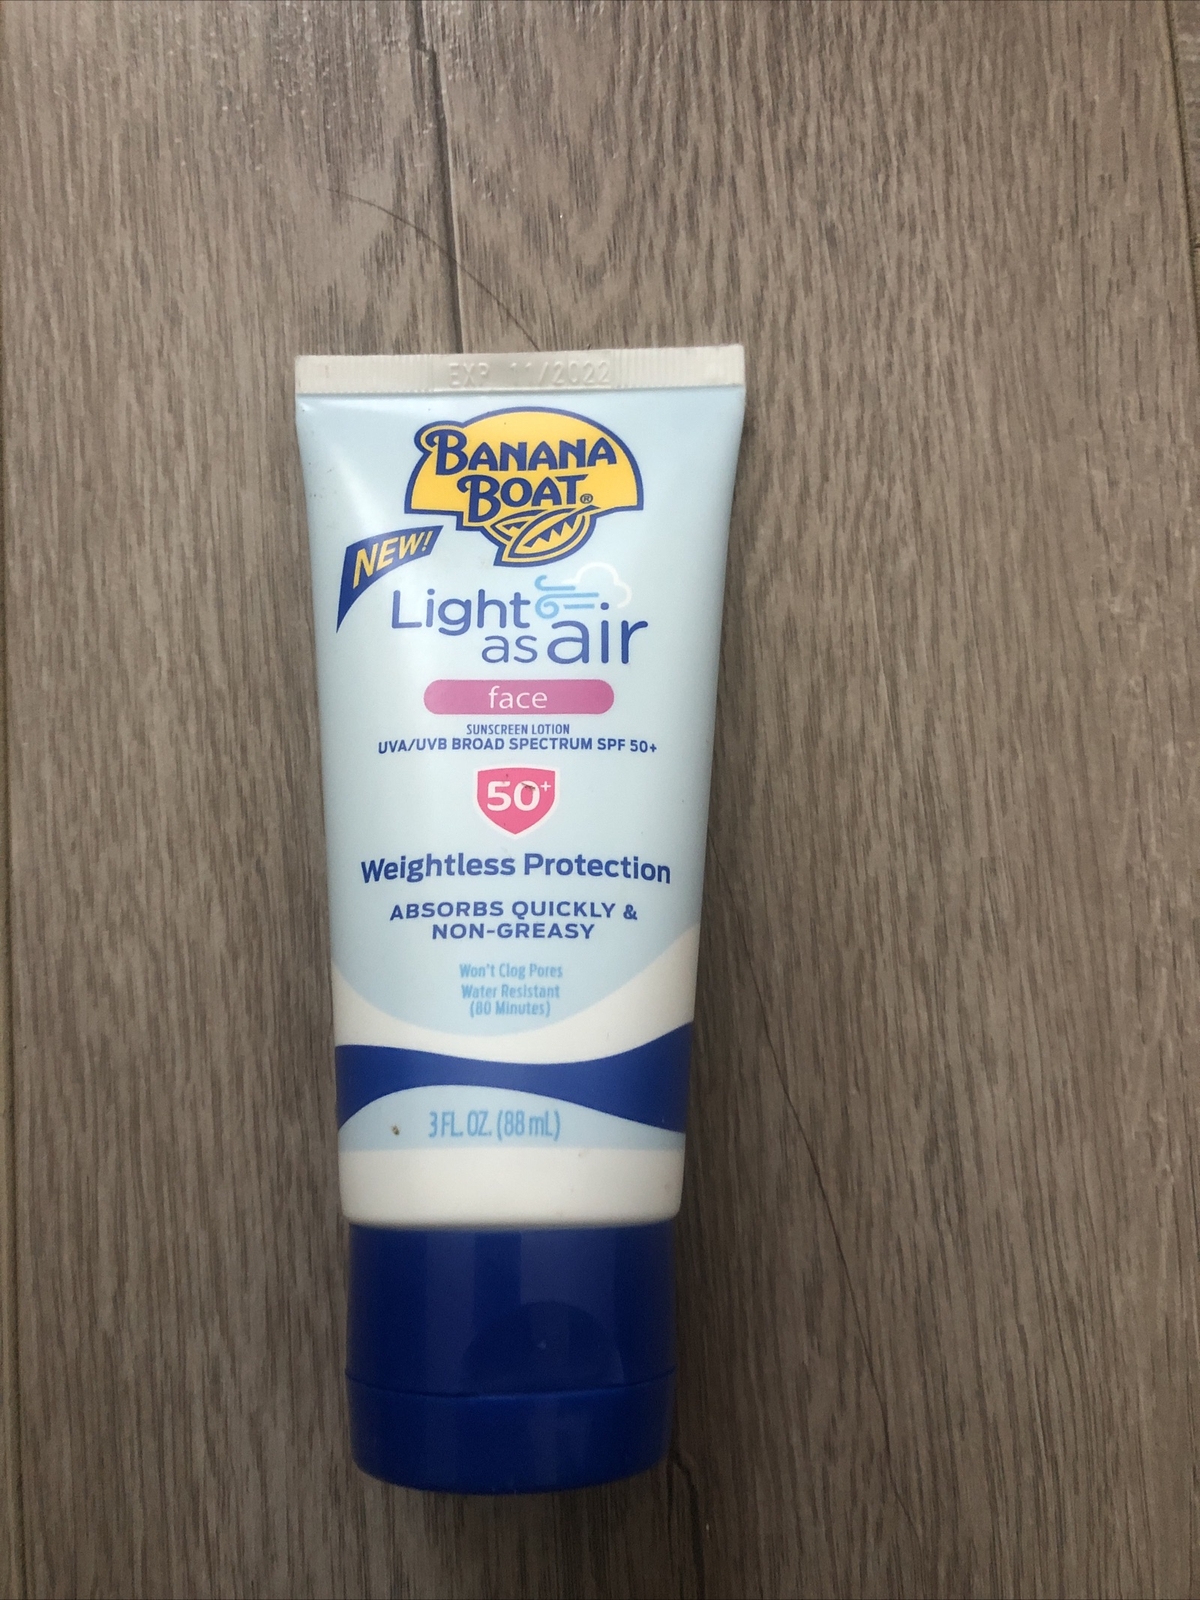 EXP 11/2022
BANANA
BOAT®
NEW!
Light
as air
face
SUNSCREEN LOTION
UVA/UVB BROAD SPECTRUM SPF 50+
50+
Weightless Protection
ABSORBS QUICKLY &
NON-GREASY
Won't Clog Pores
Water Resistant
(80 Minutes)
3 FL. OZ. (88 mL)